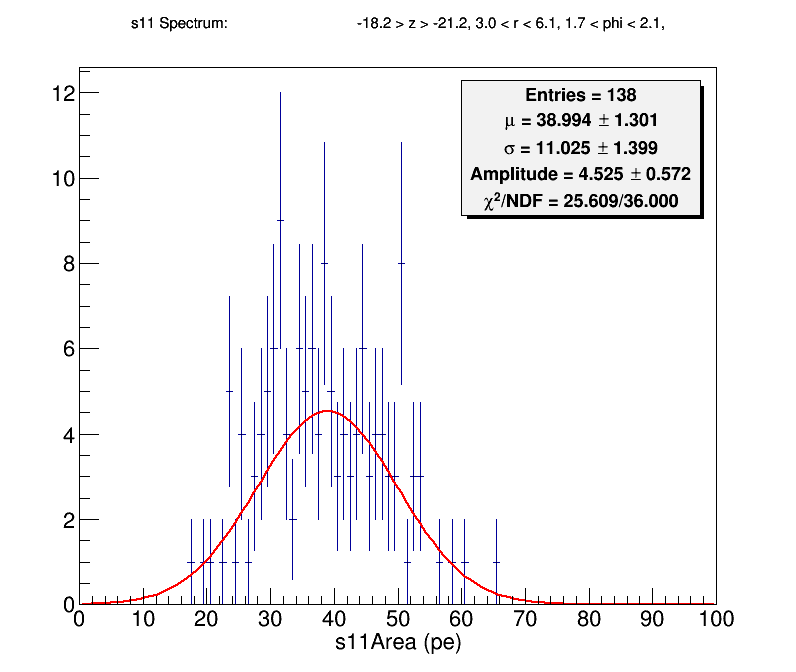 s11 Spectrum: -18.2 > z > -21.2, 3.0 < r < 6.1, 1.7 < phi < 2.1,
Entries = 138
μ = 38.994 ± 1.301
σ = 11.025 ± 1.399
Amplitude = 4.525 ± 0.572
χ²/NDF = 25.609/36.000
12
10
8
6
4
2
0
0 10 20 30 40 50 60 70 80 90 100
s11Area (pe)